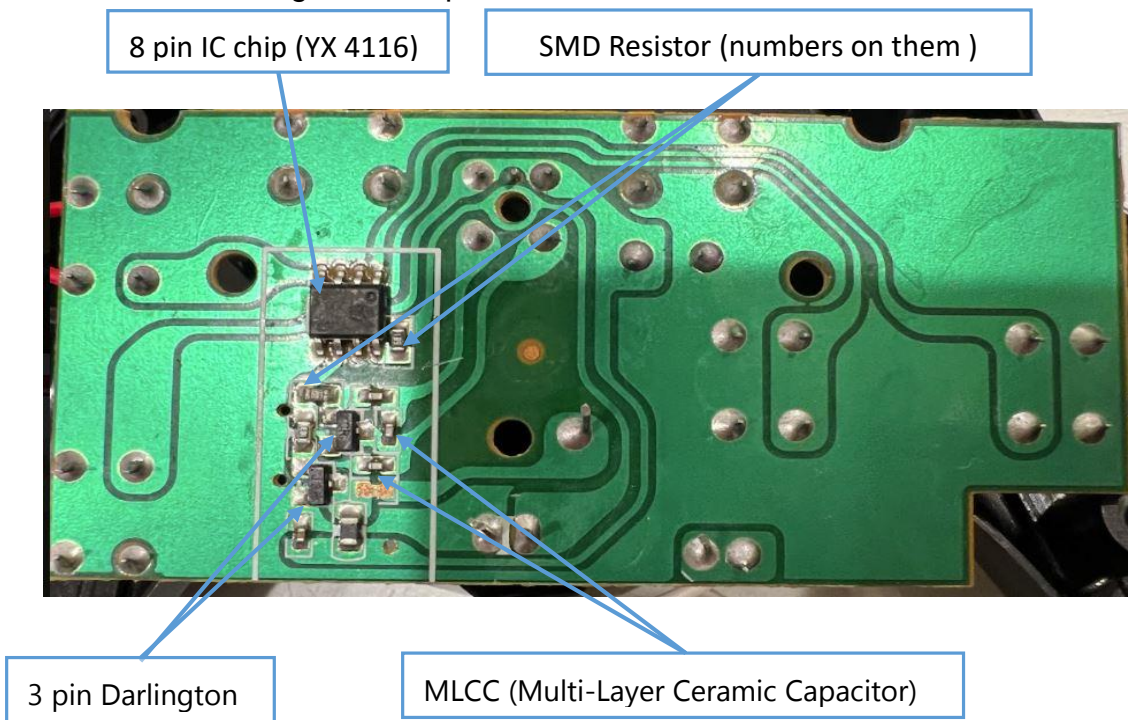 8 pin IC chip (YX 4116)
SMD Resistor (numbers on them )
3 pin Darlington
MLCC (Multi-Layer Ceramic Capacitor)